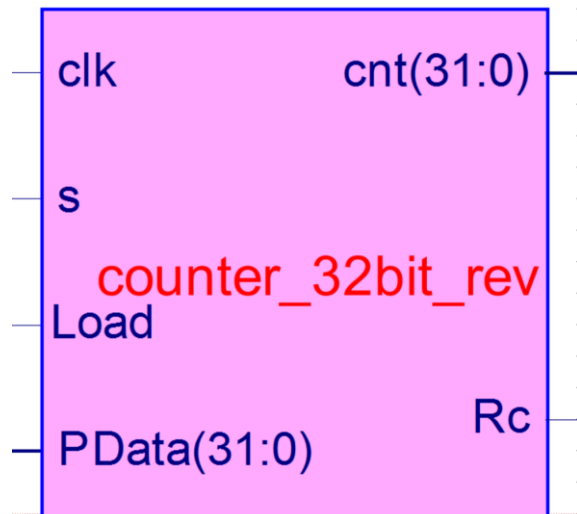 clk
cnt(31:0)
s
counter_32bit_rev
Load
Rc
PData(31:0)